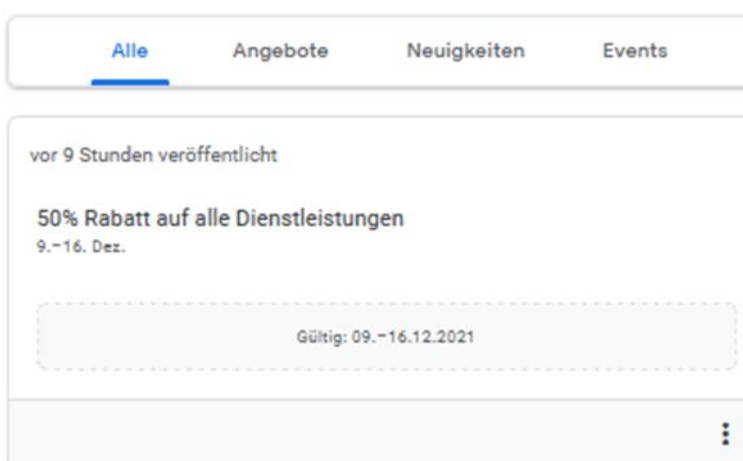 Alle Angebote Neuigkeiten Events
vor 9 Stunden veröffentlicht
50% Rabatt auf alle Dienstleistungen
9.–16. Dez.
Gültig: 09.–16.12.2021